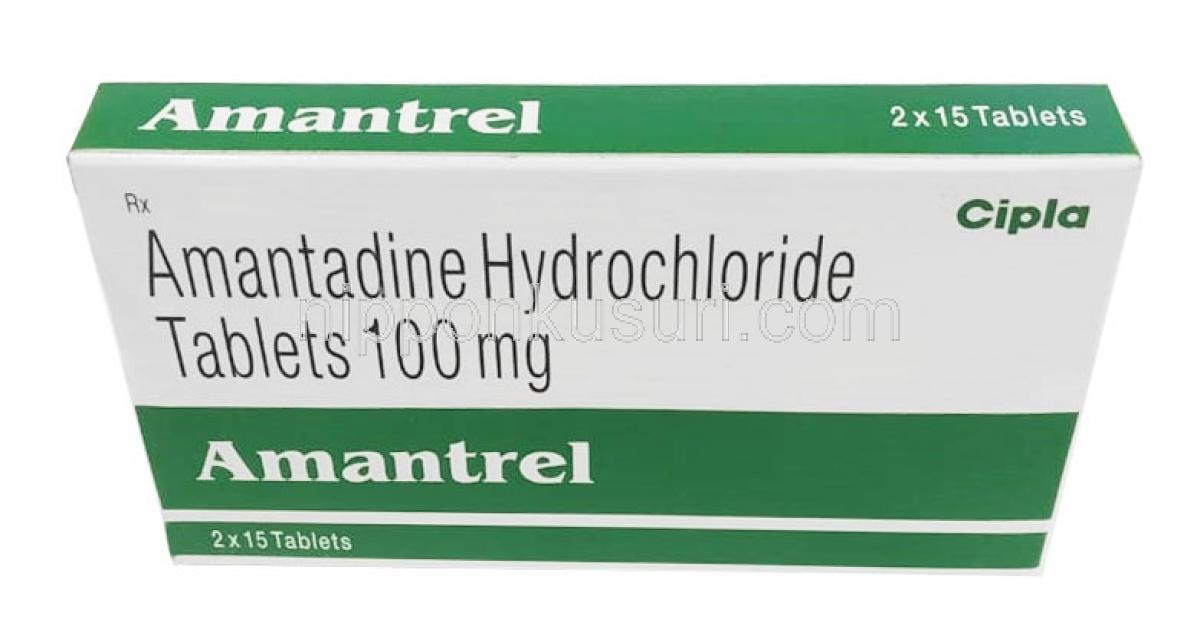 Amantrel
2 x 15 Tablets
Rx
Cipla
Amantadine Hydrochloride
Tablets 100 mg
nipponkusuri.com
Amantrel
2 x 15 Tablets